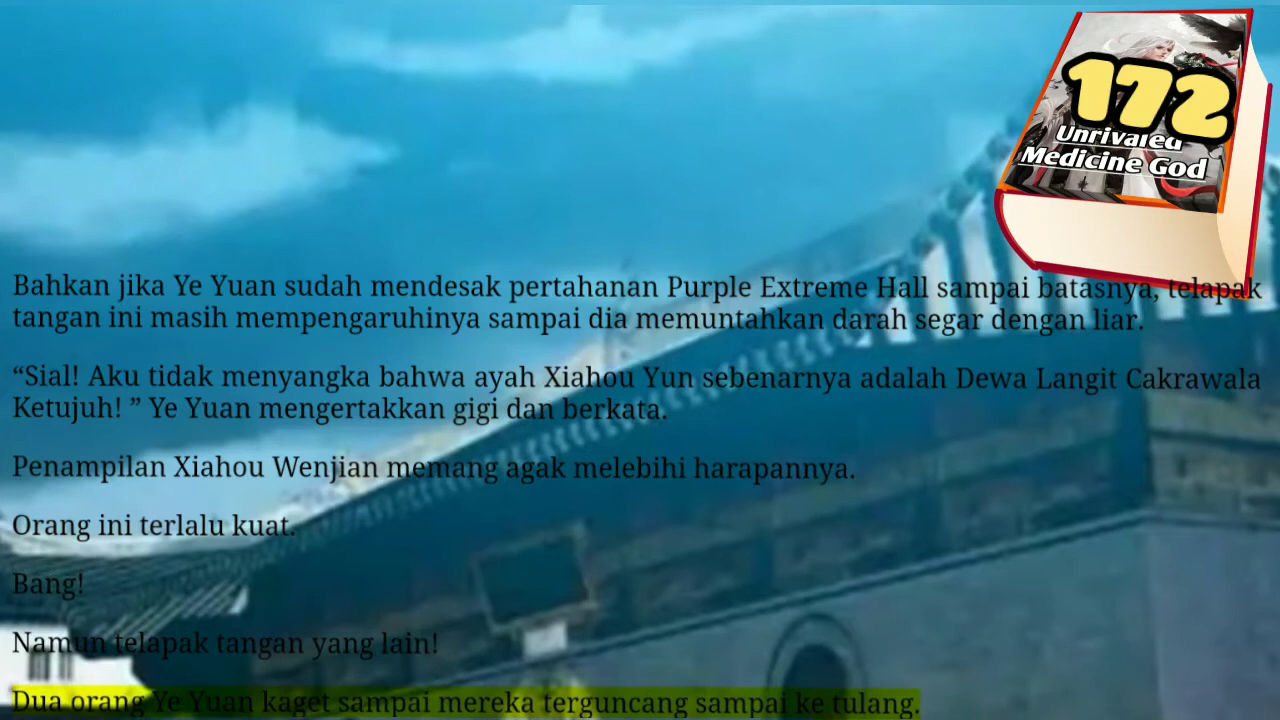 172
Unrivaled
Medicine God
Bahkan jika Ye Yuan sudah mendesak pertahanan Purple Extreme Hall sampai batasnya, telapak
tangan ini masih mempengaruhinya sampai dia memuntahkan darah segar dengan liar.
“Sial! Aku tidak menyangka bahwa ayah Xiahou Yun sebenarnya adalah Dewa Langit Cakrawala
Ketujuh! ” Ye Yuan mengertakkan gigi dan berkata.
Penampilan Xiahou Wenjian memang agak melebihi harapannya.
Orang ini terlalu kuat.
Bang!
Namun telapak tangan yang lain!
Dua orang Ye Yuan kaget sampai mereka terguncang sampai ke tulang.